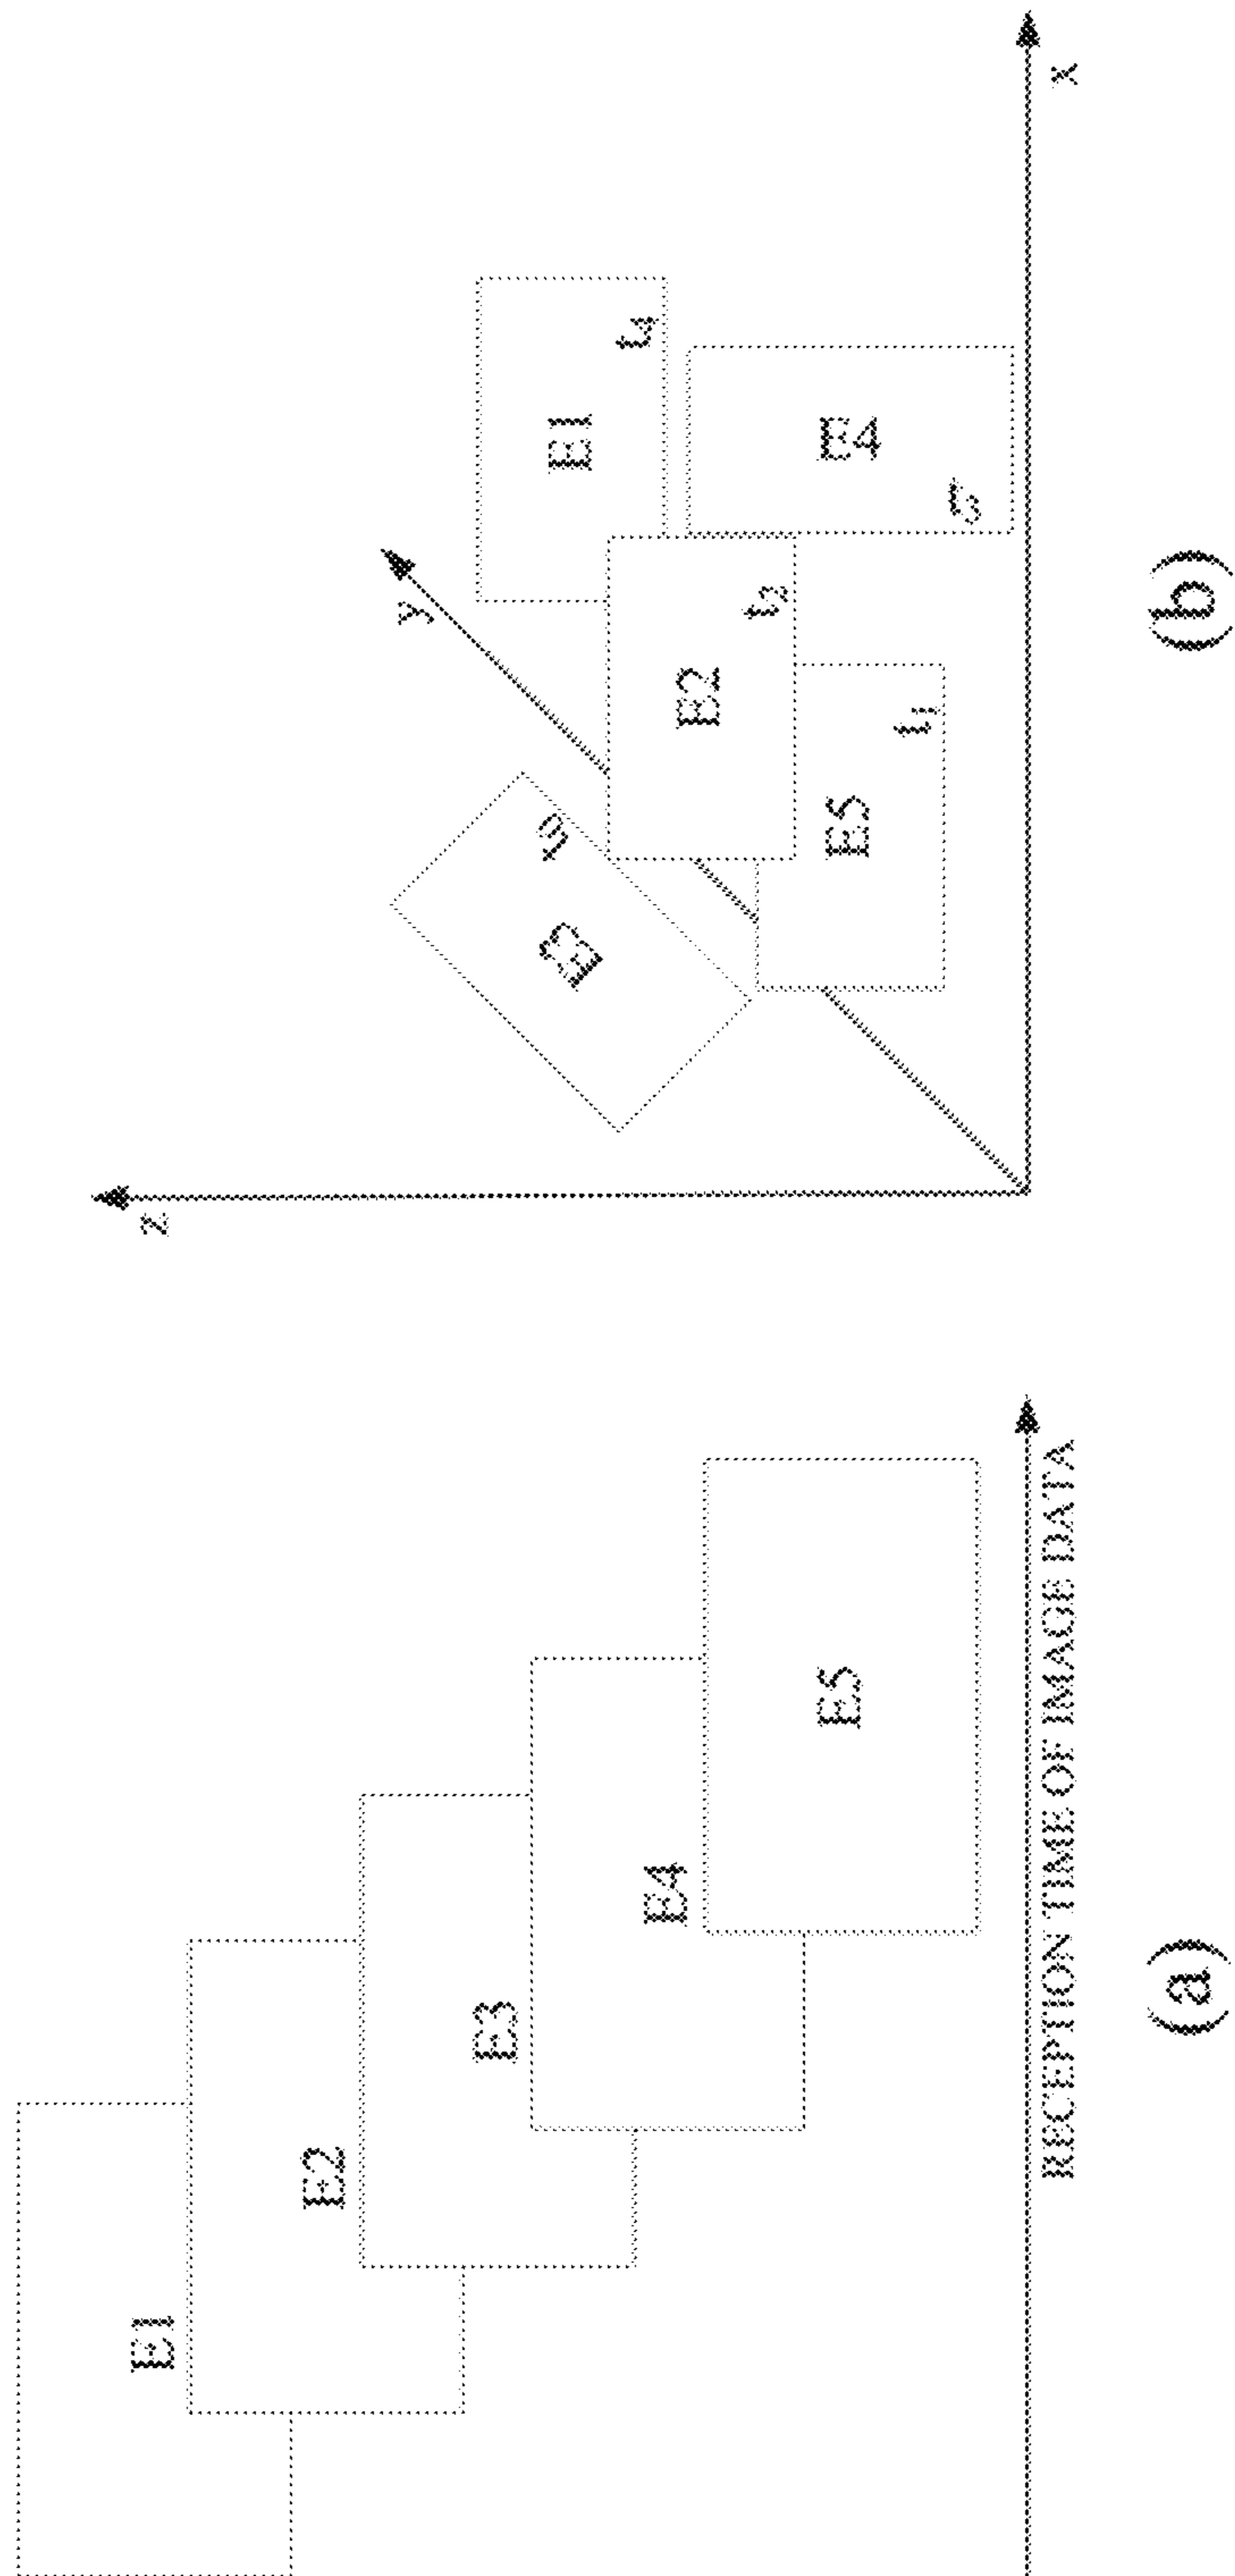 E1
E2
E3
E4
E5
RECEPTION TIME OF IMAGE DATA
(a)
z
y
E1
t4
E3
t5
E2
t2
E4
t3
E5
t1
x
(b)